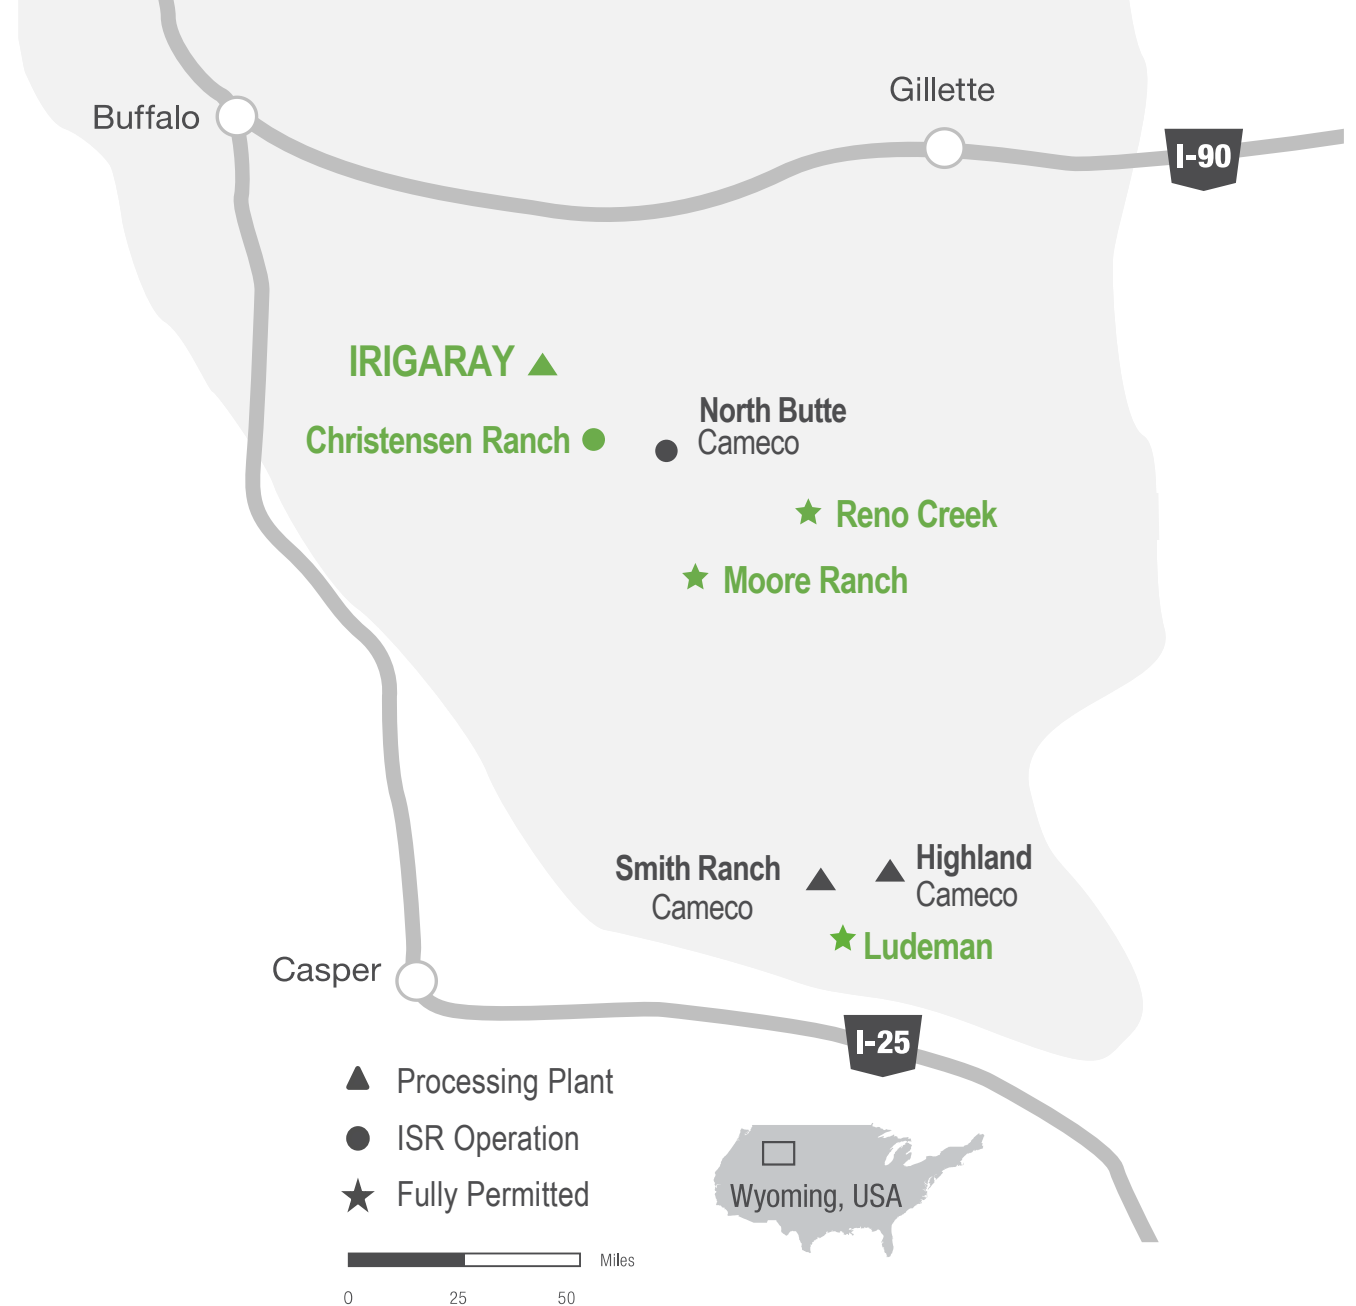 Gillette
Buffalo
I-90
IRIGARAY
North Butte
Cameco
Christensen Ranch
Reno Creek
Moore Ranch
Smith Ranch
Cameco
Highland
Cameco
Ludeman
Casper
I-25
Processing Plant
ISR Operation
Fully Permitted
Wyoming, USA
Miles
0 25 50